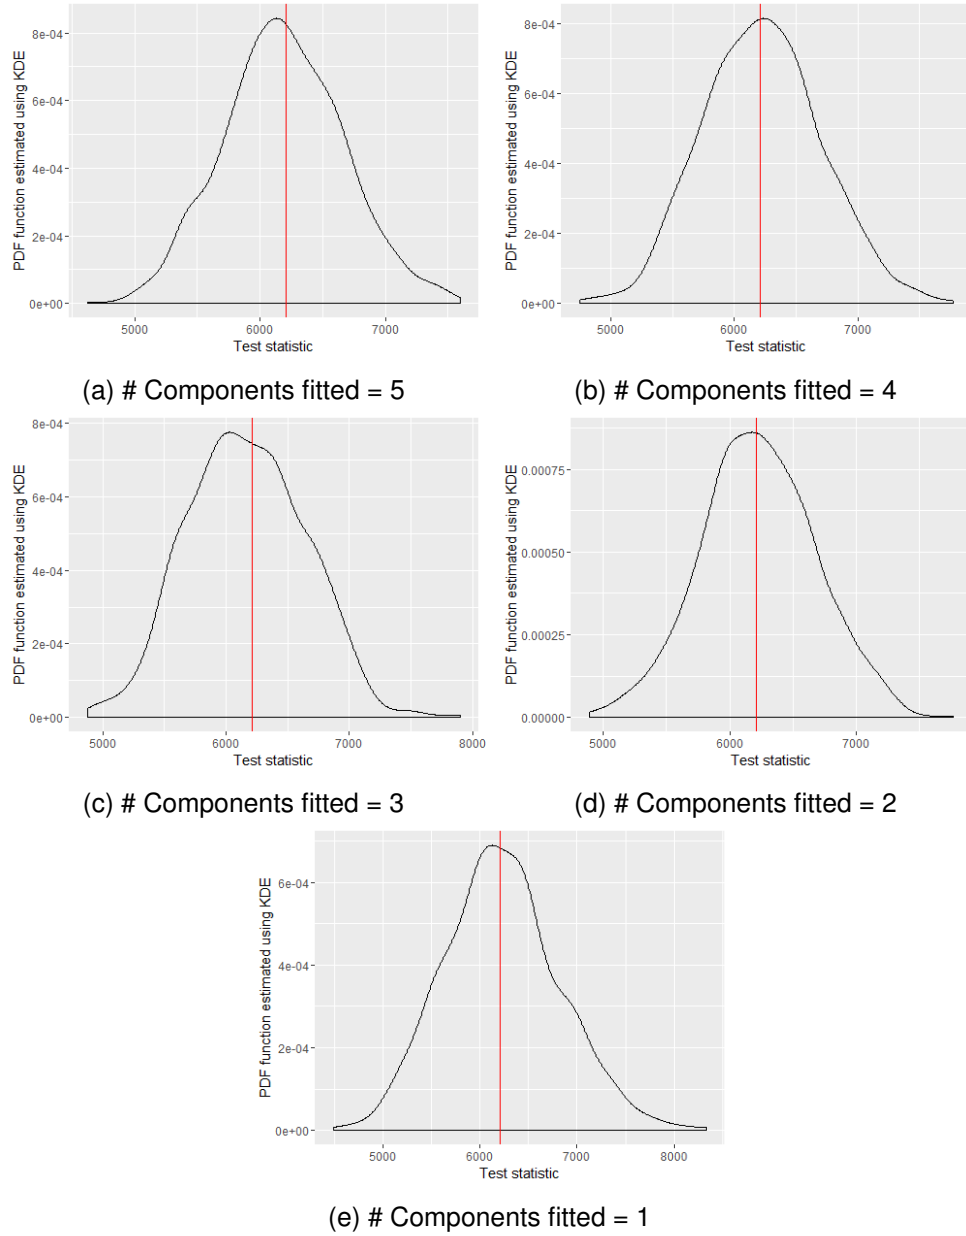 PDF function estimated using KDE
8e-04
6e-04
4e-04
2e-04
0e+00
5000 6000 7000
Test statistic
(a) # Components fitted = 5
PDF function estimated using KDE
8e-04
6e-04
4e-04
2e-04
0e+00
5000 6000 7000
Test statistic
(b) # Components fitted = 4
PDF function estimated using KDE
8e-04
6e-04
4e-04
2e-04
0e+00
5000 6000 7000 8000
Test statistic
(c) # Components fitted = 3
PDF function estimated using KDE
0.00075
0.00050
0.00025
0.00000
5000 6000 7000
Test statistic
(d) # Components fitted = 2
PDF function estimated using KDE
6e-04
4e-04
2e-04
0e+00
5000 6000 7000 8000
Test statistic
(e) # Components fitted = 1